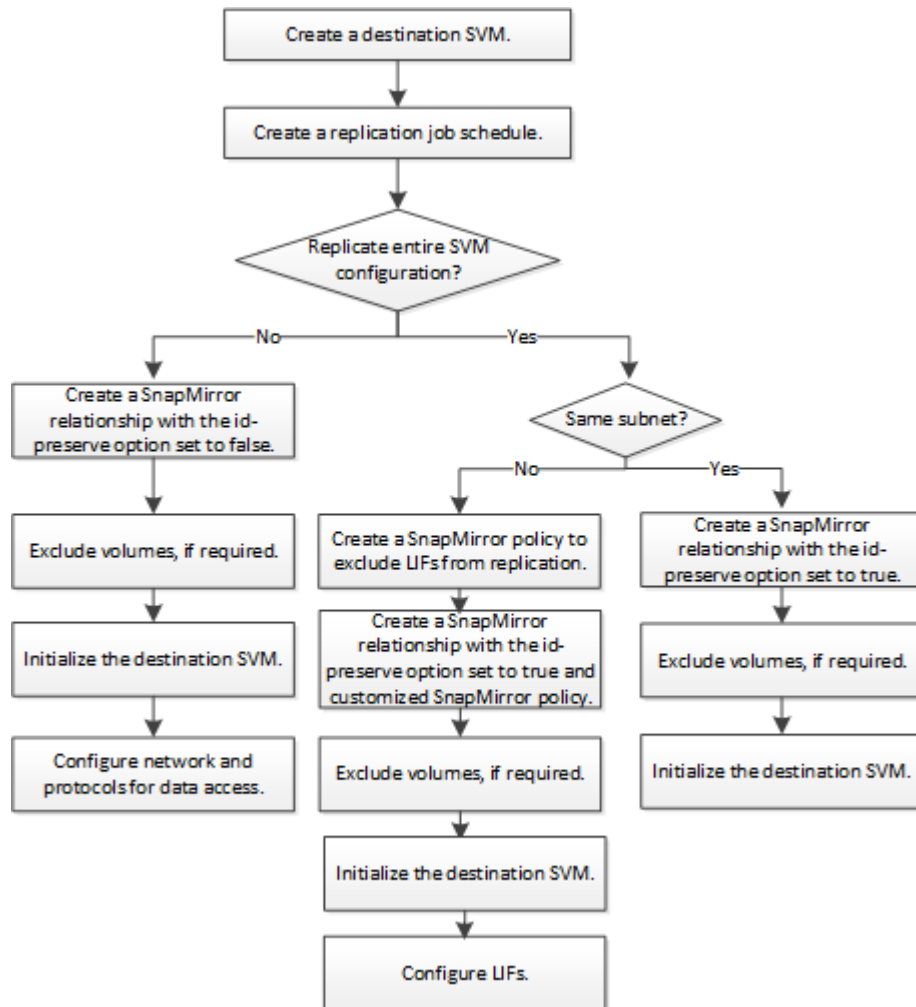 Create a destination SVM.
Create a replication job schedule.
Replicate entire SVM
configuration?
No
Yes
Create a SnapMirror
relationship with the id-
preserve option set to false.
Exclude volumes, if required.
Initialize the destination SVM.
Configure network and
protocols for data access.
Same subnet?
No
Yes
Create a SnapMirror policy to
exclude LIFs from replication.
Create a SnapMirror
relationship with the id-
preserve option set to true and
customized SnapMirror policy.
Exclude volumes, if required.
Initialize the destination SVM.
Configure LIFs.
Create a SnapMirror
relationship with the id-
preserve option set to true.
Exclude volumes, if required.
Initialize the destination SVM.